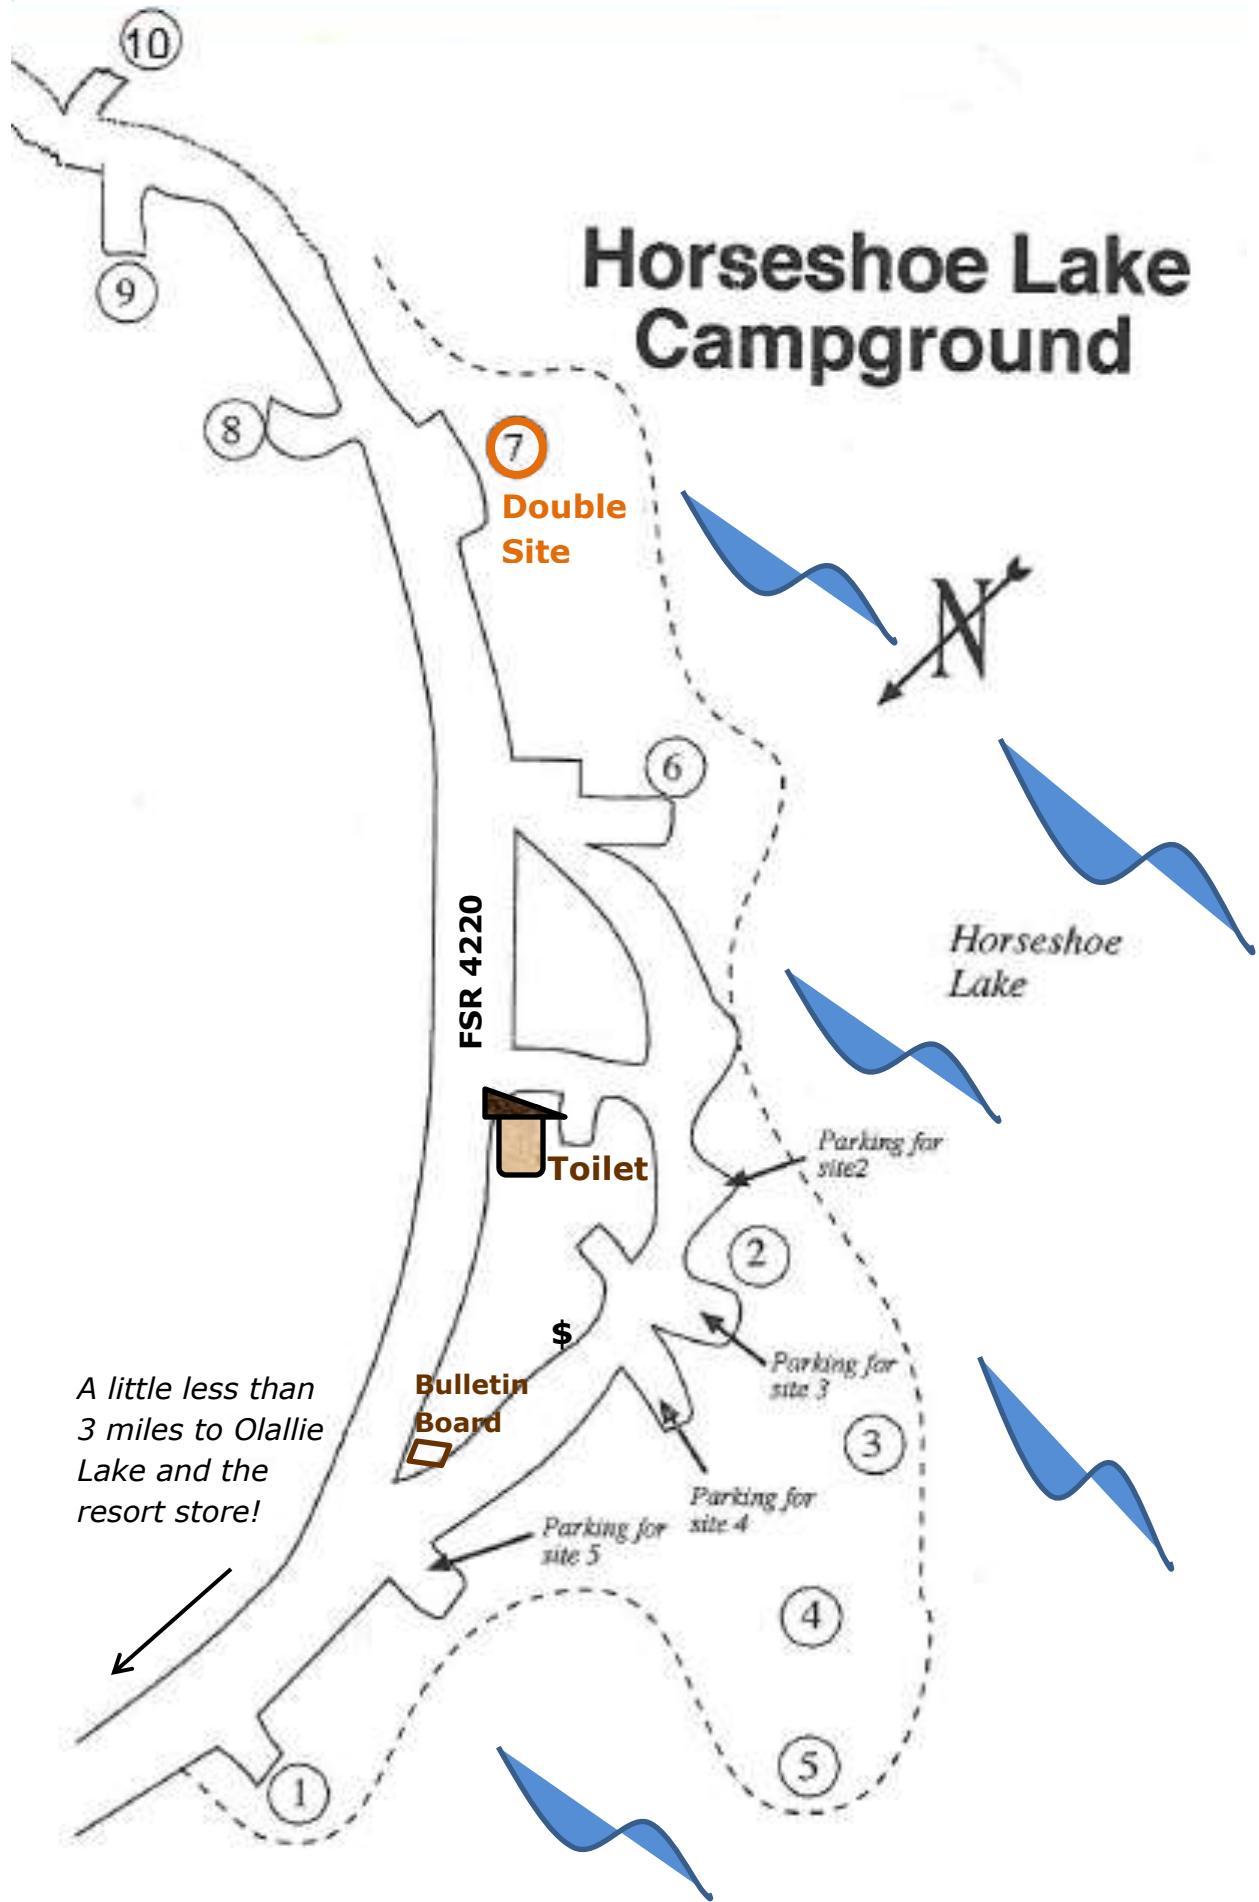 10
Horseshoe Lake
Campground
9
8
7
Double
Site
N
6
FSR 4220
Horseshoe
Lake
Parking for
site2
Toilet
2
$
Parking for
site 3
A little less than
3 miles to Olallie
Lake and the
resort store!
Bulletin
Board
3
Parking for
site 4
Parking for
site 5
4
5
1